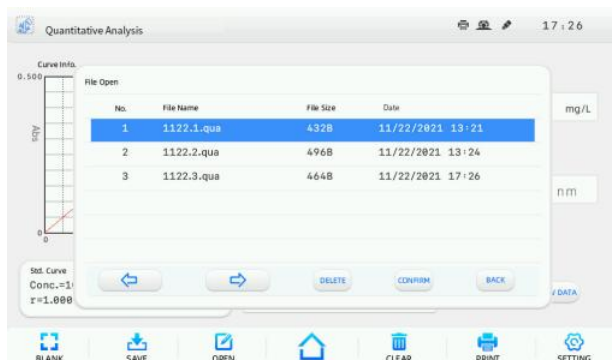 Quantitative Analysis
17:26
Curve Info.
0.500
File Open
No. File Name File Size Date
1 1122.1.qua 432B 11/22/2021 13:21
2 1122.2.qua 496B 11/22/2021 13:24
3 1122.3.qua 464B 11/22/2021 17:26
mg/L
Abs
nm
0
0
Std. Curve
Conc.=1
r=1.000
DELETE CONFIRM BACK
DATA
BLANK SAVE OPEN CLEAR PRINT SETTING